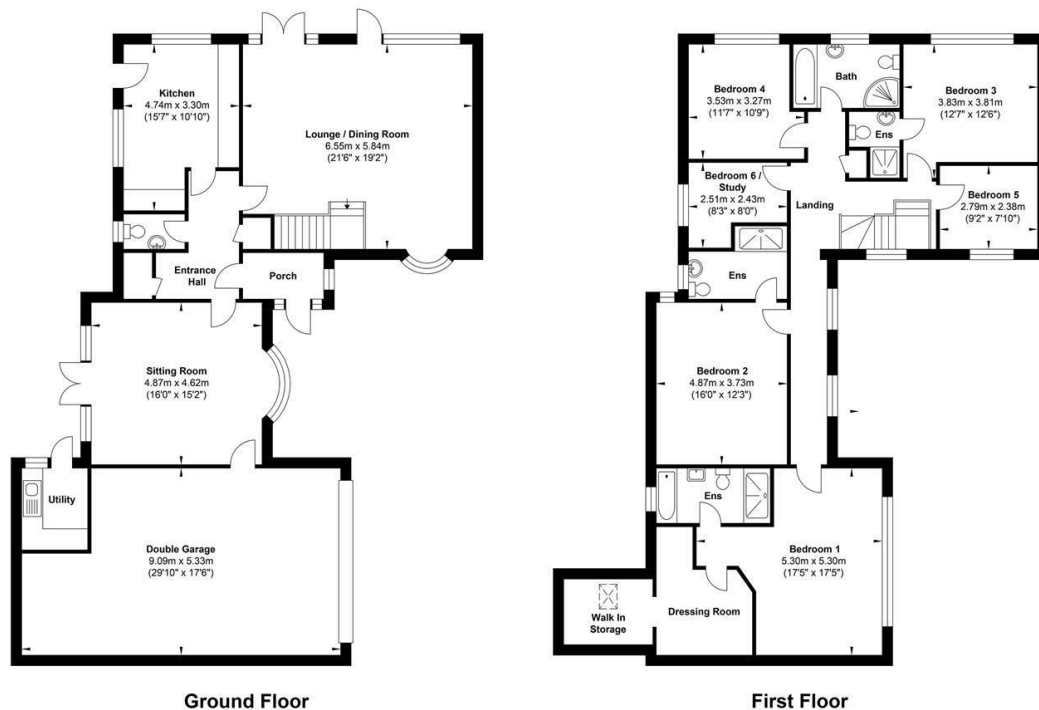 Kitchen
4.74m x 3.30m
(15'7" x 10'10")
Lounge / Dining Room
6.55m x 5.84m
(21'6" x 19'2")
Entrance
Hall
Porch
Sitting Room
4.87m x 4.62m
(16'0" x 15'2")
Utility
Double Garage
9.09m x 5.33m
(29'10" x 17'6")
Ground Floor
Bedroom 4
3.53m x 3.27m
(11'7" x 10'9")
Bath
Bedroom 3
3.83m x 3.81m
(12'7" x 12'6")
Ens
Bedroom 6 /
Study
2.51m x 2.43m
(8'3" x 8'0")
Landing
Bedroom 5
2.79m x 2.38m
(9'2" x 7'10")
Ens
Bedroom 2
4.87m x 3.73m
(16'0" x 12'3")
Ens
Bedroom 1
5.30m x 5.30m
(17'5" x 17'5")
Walk In
Storage
Dressing Room
First Floor